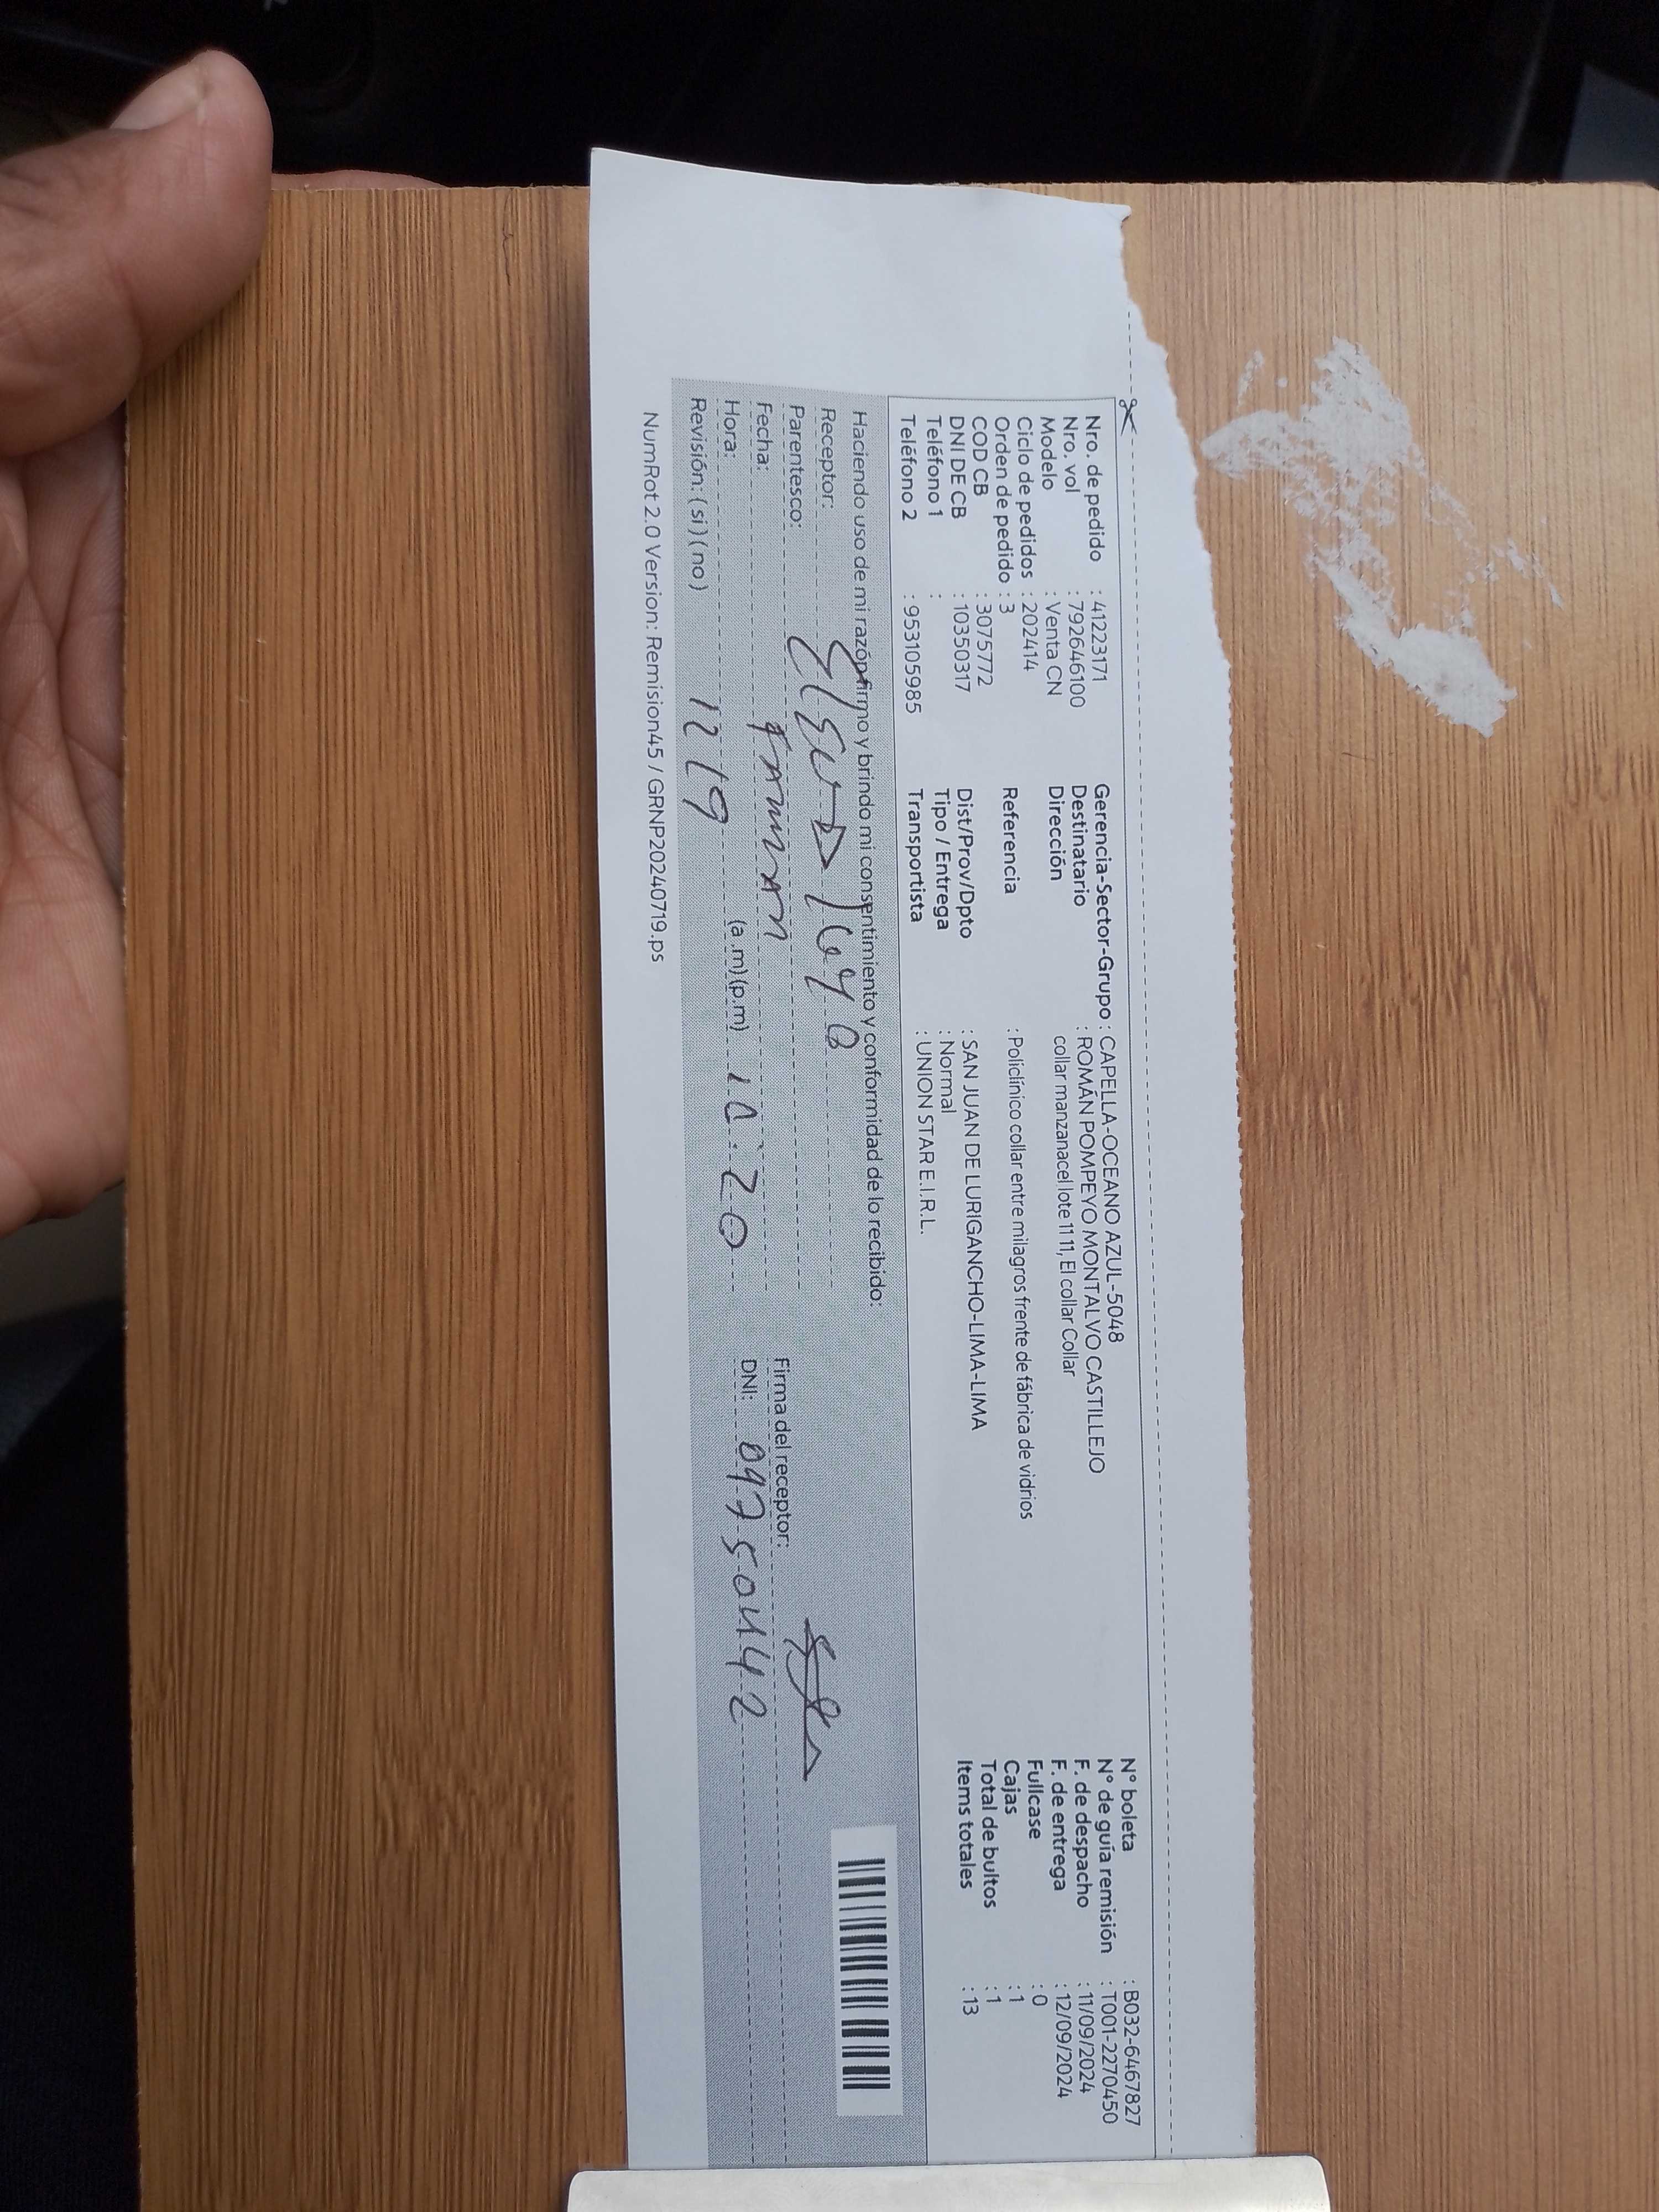 Nro. de pedido : 41223171
Nro. vol : 792646100
Modelo : Venta CN
Ciclo de pedidos : 202414
Orden de pedido : 3
COD CB : 3075772
DNI DE CB : 10350317
Teléfono 1 :
Teléfono 2 : 953105985
Gerencia-Sector-Grupo : CAPELLA-OCEANO AZUL-5048
Destinatario : ROMÁN POMPEYO MONTALVO CASTILLEJO
Dirección collar manzanacel lote 11 11, El collar Collar
Referencia : Policlínico collar entre milagros frente de fábrica de vidrios
Dist/Prov/Dpto : SAN JUAN DE LURIGANCHO-LIMA-LIMA
Tipo / Entrega : Normal
Transportista : UNION STAR E.I.R.L.
N° boleta : B032-6467827
N° de guía remisión : T001-2270450
F. de despacho : 11/09/2024
F. de entrega : 12/09/2024
Fullcase : 0
Cajas : 1
Total de bultos : 1
Items totales : 13
Haciendo uso de mi razón firmo y brindo mi consentimiento y conformidad de lo recibido:
Receptor:
Parentesco:
Fecha:
Hora: (a.m)(p.m) 10:20
Revisión: (si) (no) 12/9
Firma del receptor:
DNI: 09750442
NumRot 2.0 Version: Remision45 / GRNP20240719.ps